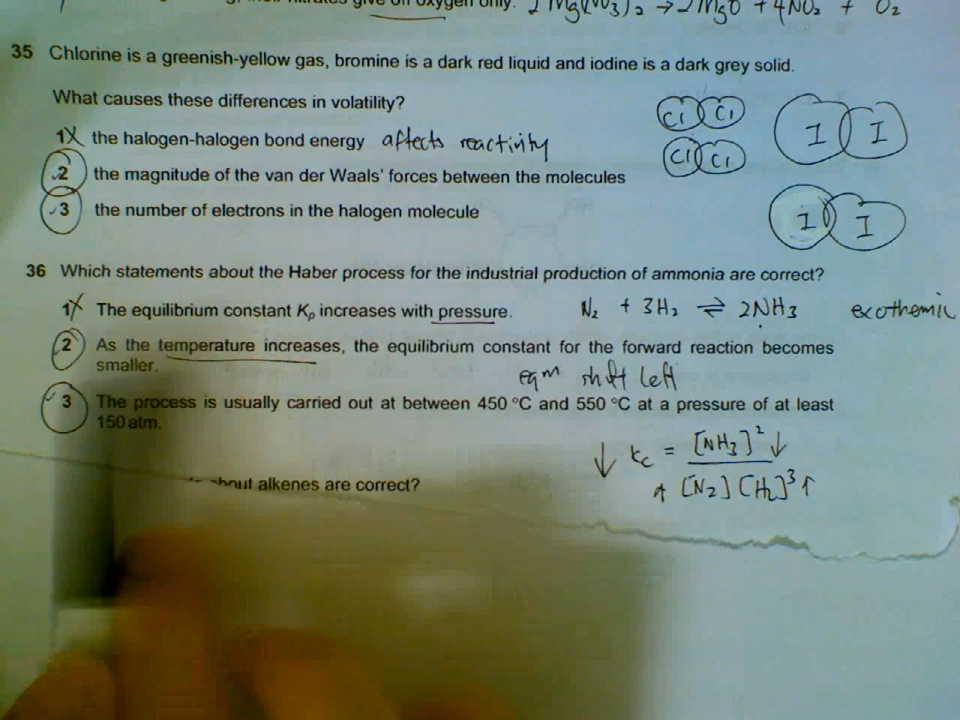 give off oxygen only. 2Mg(NO3)2 → 2MgO + 4NO2 + O2
35 Chlorine is a greenish-yellow gas, bromine is a dark red liquid and iodine is a dark grey solid.
What causes these differences in volatility?
Cl Cl
I I
1 X the halogen-halogen bond energy affects reactivity
Cl Cl
2 the magnitude of the van der Waals' forces between the molecules
3 the number of electrons in the halogen molecule
I I
36 Which statements about the Haber process for the industrial production of ammonia are correct?
1 X The equilibrium constant Kp increases with pressure. N2 + 3H2 ⇌ 2NH3 exothemic
2 As the temperature increases, the equilibrium constant for the forward reaction becomes
smaller.
eqm shift left
3 The process is usually carried out at between 450 °C and 550 °C at a pressure of at least
150 atm.
↓ Kc = [NH3]² ↓
↑ [N2] [H2]³ ↑
about alkenes are correct?